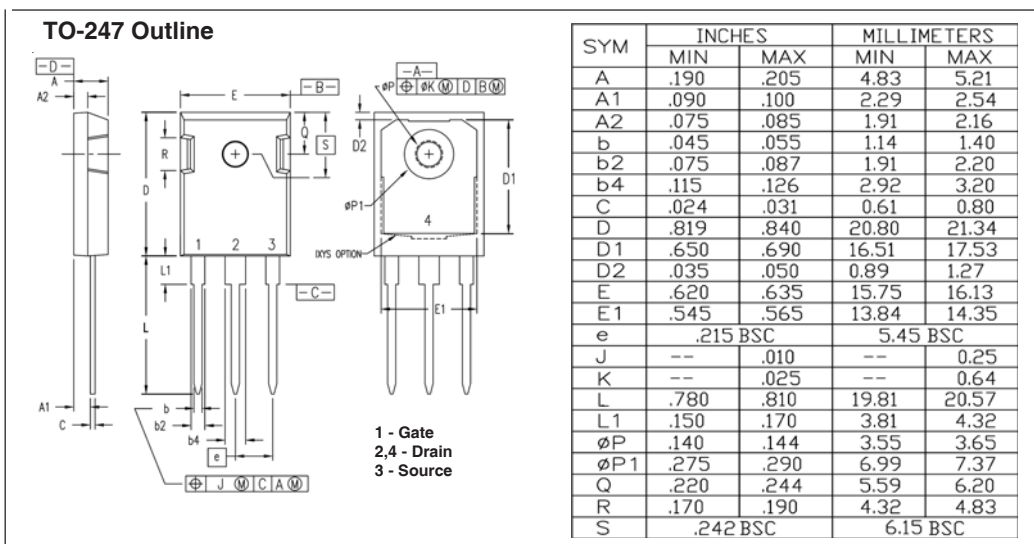 TO-247 Outline
-D-
A
A2
E
-B-
-A-
øP ⌖ øK Ⓜ D B Ⓜ
Q
S
D2
R
D
D1
øP1
4
1 2 3
IXYS OPTION
L1
-C-
E1
L
A1
C
b
b2
b4
e
⌖ J Ⓜ C A Ⓜ
1 - Gate
2,4 - Drain
3 - Source
SYM INCHES MILLIMETERS
MIN MAX MIN MAX
A .190 .205 4.83 5.21
A1 .090 .100 2.29 2.54
A2 .075 .085 1.91 2.16
b .045 .055 1.14 1.40
b2 .075 .087 1.91 2.20
b4 .115 .126 2.92 3.20
C .024 .031 0.61 0.80
D .819 .840 20.80 21.34
D1 .650 .690 16.51 17.53
D2 .035 .050 0.89 1.27
E .620 .635 15.75 16.13
E1 .545 .565 13.84 14.35
e .215 BSC 5.45 BSC
J -- .010 -- 0.25
K -- .025 -- 0.64
L .780 .810 19.81 20.57
L1 .150 .170 3.81 4.32
øP .140 .144 3.55 3.65
øP1 .275 .290 6.99 7.37
Q .220 .244 5.59 6.20
R .170 .190 4.32 4.83
S .242 BSC 6.15 BSC